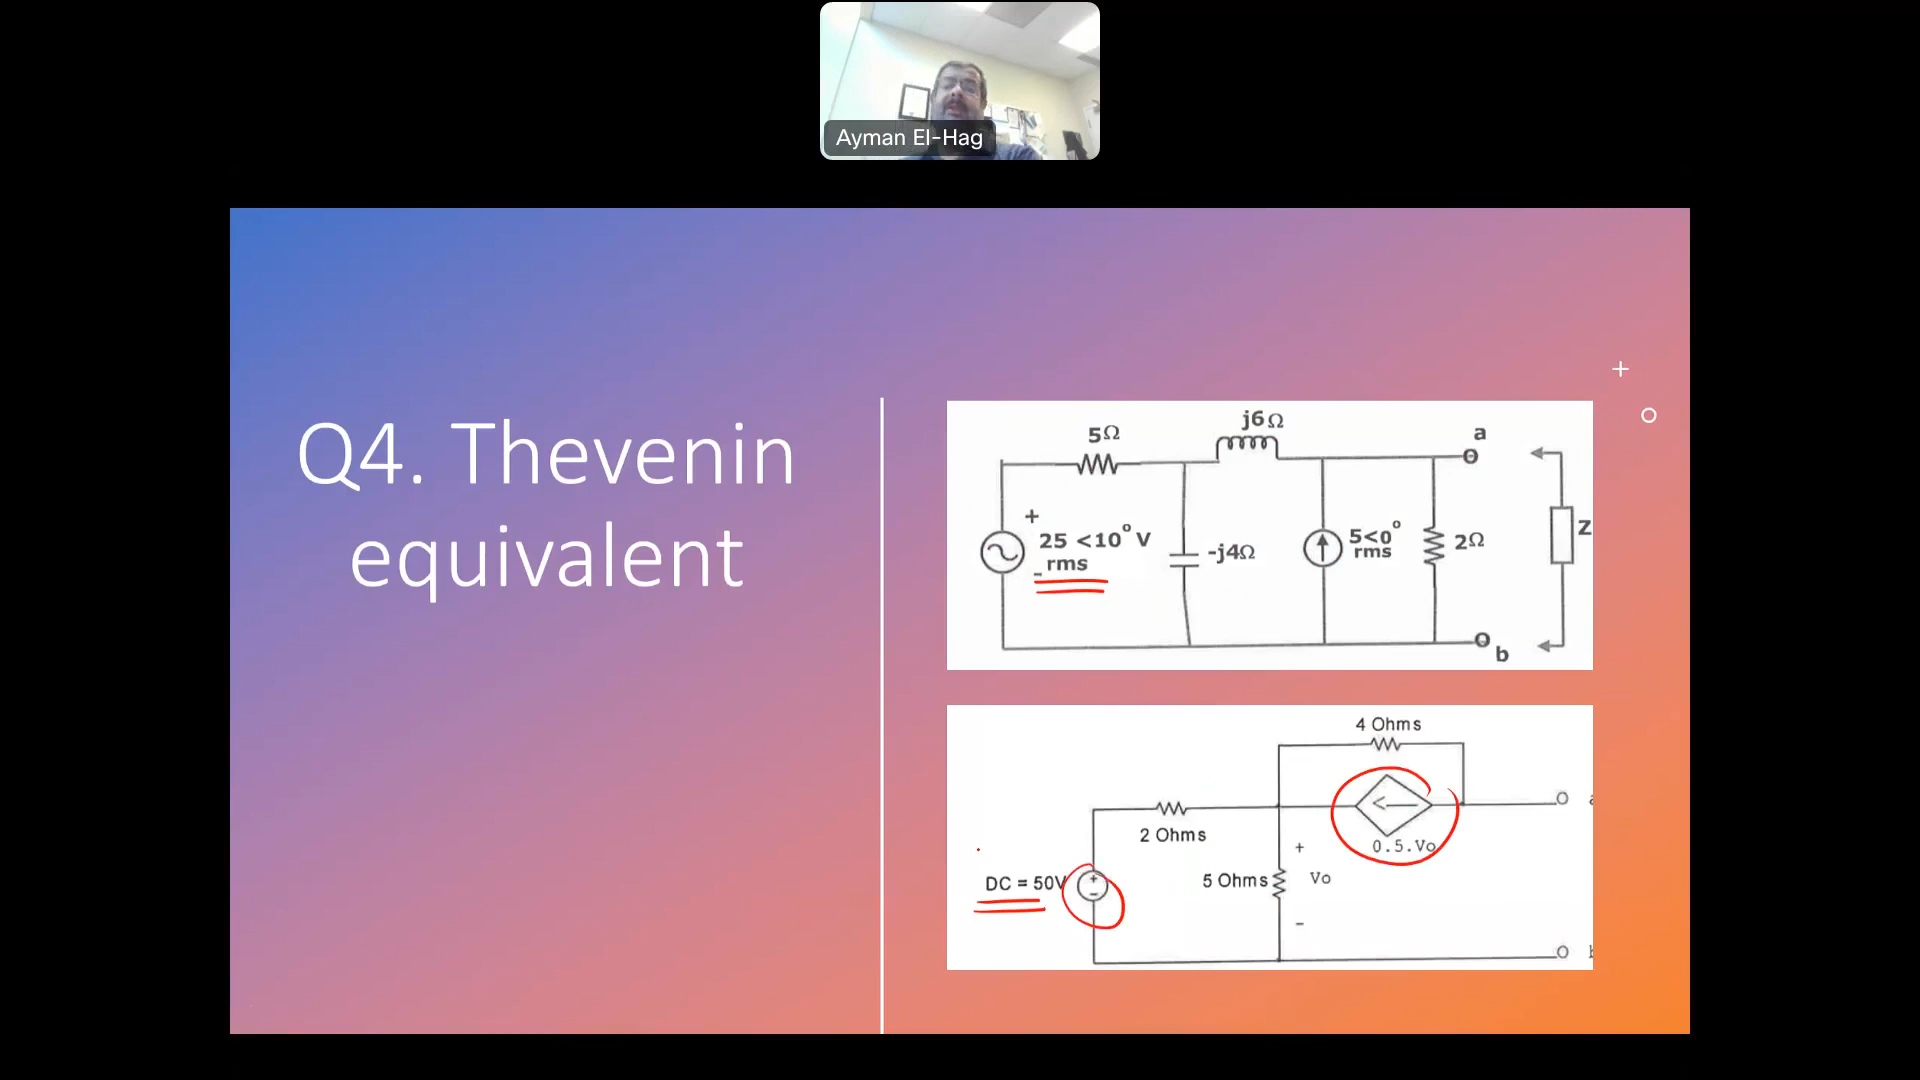 Ayman El-Hag
Q4. Thevenin
equivalent
j6Ω
5Ω
a
+
25 <10° V
- rms
-j4Ω
5<0°
rms
2Ω
Z
b
4 Ohms
2 Ohms
+
0.5.Vo
DC = 50V
+
-
5 Ohms
Vo
-